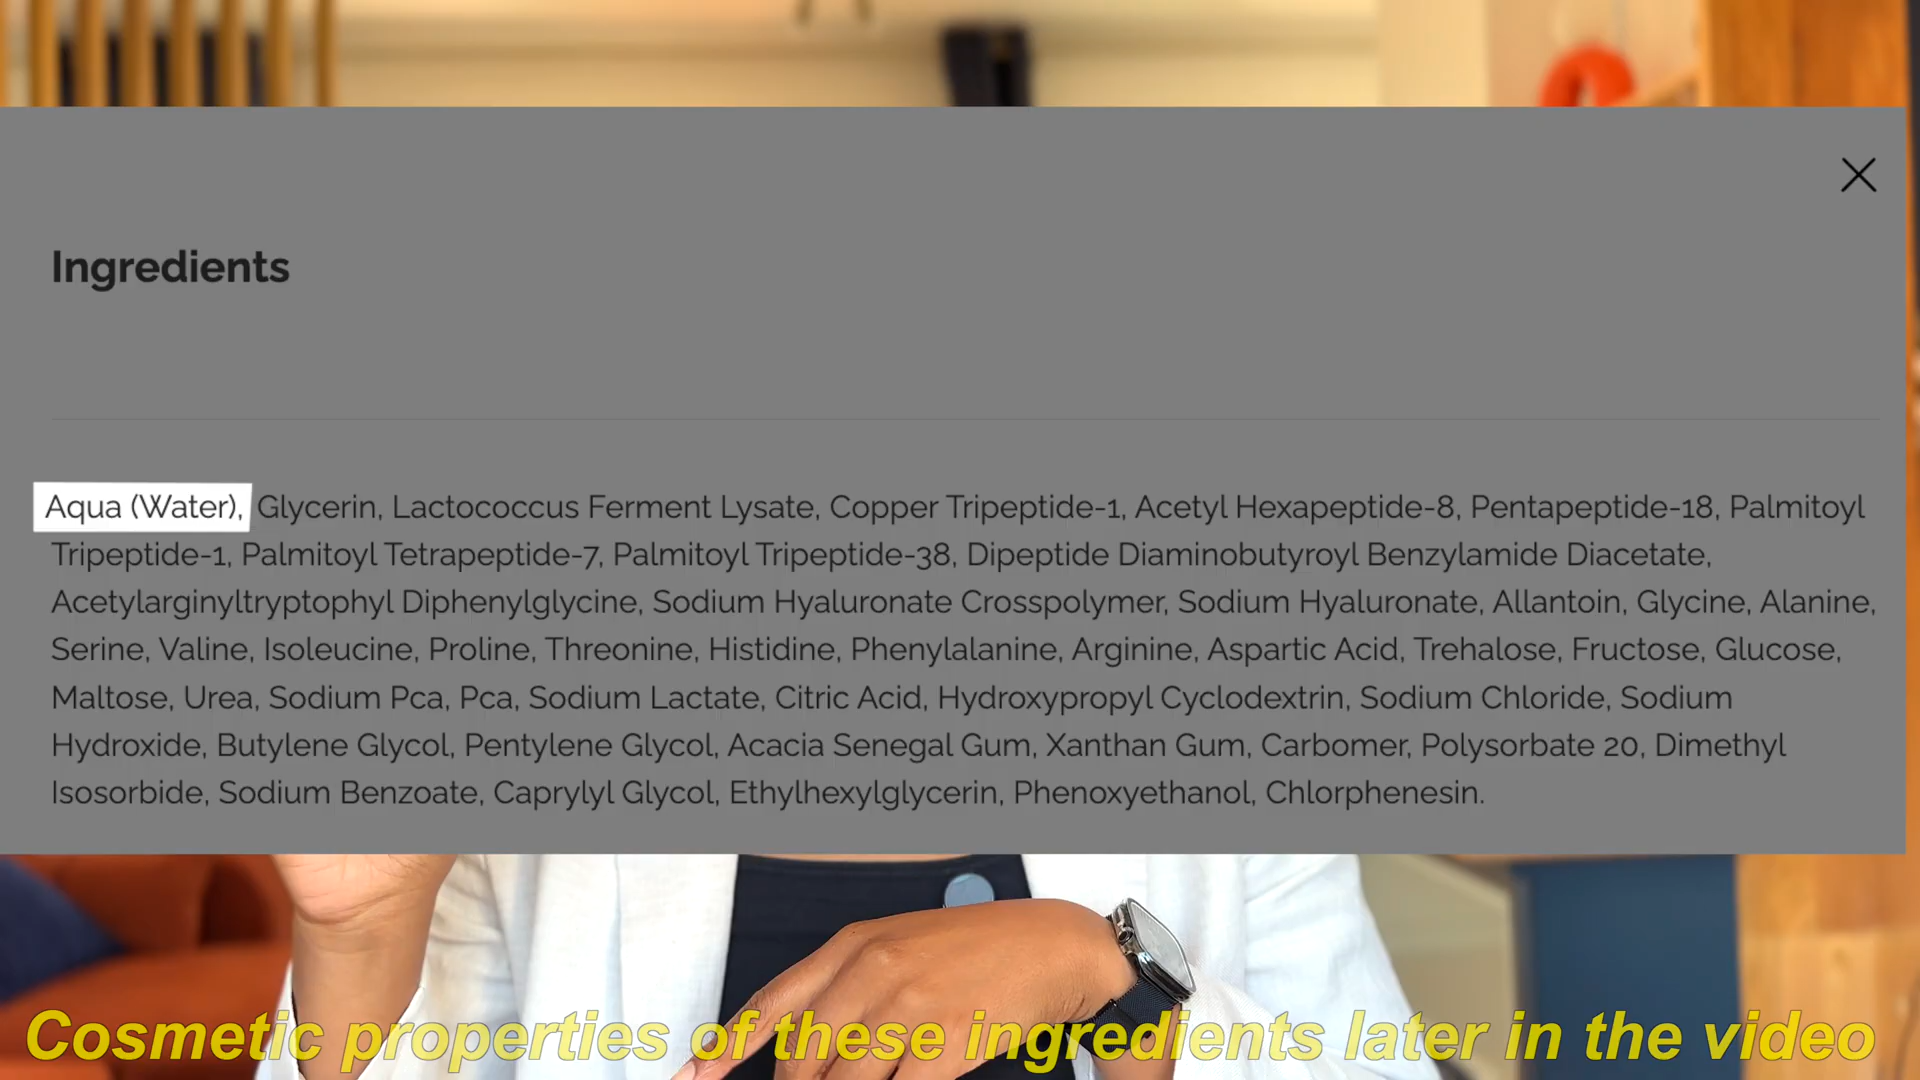 Ingredients
Aqua (Water), Glycerin, Lactococcus Ferment Lysate, Copper Tripeptide-1, Acetyl Hexapeptide-8, Pentapeptide-18, Palmitoyl
Tripeptide-1, Palmitoyl Tetrapeptide-7, Palmitoyl Tripeptide-38, Dipeptide Diaminobutyroyl Benzylamide Diacetate,
Acetylarginyltryptophyl Diphenylglycine, Sodium Hyaluronate Crosspolymer, Sodium Hyaluronate, Allantoin, Glycine, Alanine,
Serine, Valine, Isoleucine, Proline, Threonine, Histidine, Phenylalanine, Arginine, Aspartic Acid, Trehalose, Fructose, Glucose,
Maltose, Urea, Sodium Pca, Pca, Sodium Lactate, Citric Acid, Hydroxypropyl Cyclodextrin, Sodium Chloride, Sodium
Hydroxide, Butylene Glycol, Pentylene Glycol, Acacia Senegal Gum, Xanthan Gum, Carbomer, Polysorbate 20, Dimethyl
Isosorbide, Sodium Benzoate, Caprylyl Glycol, Ethylhexylglycerin, Phenoxyethanol, Chlorphenesin.
Cosmetic properties of these ingredients later in the video